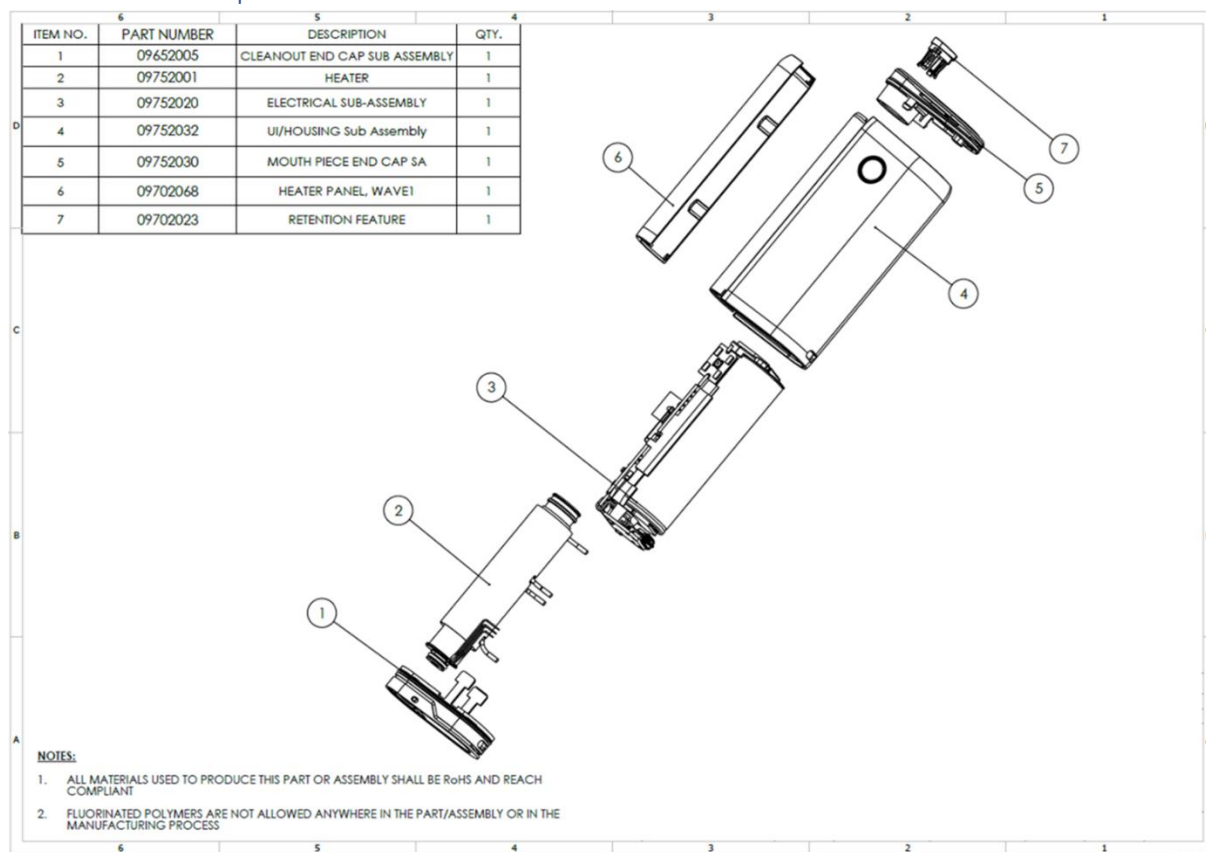 6 5 4 3 2 1
ITEM NO. PART NUMBER DESCRIPTION QTY.
1 09652005 CLEANOUT END CAP SUB ASSEMBLY 1
2 09752001 HEATER 1
3 09752020 ELECTRICAL SUB-ASSEMBLY 1
4 09752032 UI/HOUSING Sub Assembly 1
5 09752030 MOUTH PIECE END CAP SA 1
6 09702068 HEATER PANEL, WAVE1 1
7 09702023 RETENTION FEATURE 1
D
6
7
5
4
C
3
2
B
1
A
NOTES:
1. ALL MATERIALS USED TO PRODUCE THIS PART OR ASSEMBLY SHALL BE RoHS AND REACH
COMPLIANT
2. FLUORINATED POLYMERS ARE NOT ALLOWED ANYWHERE IN THE PART/ASSEMBLY OR IN THE
MANUFACTURING PROCESS
6 5 4 3 2 1